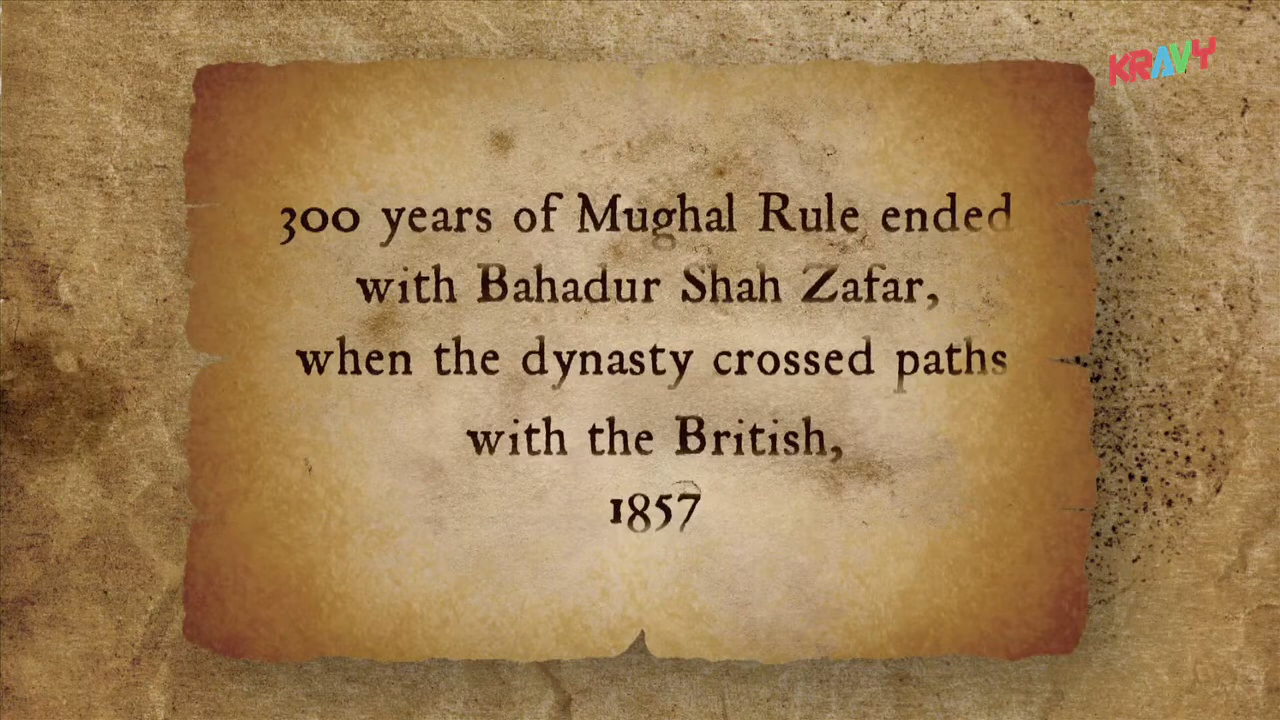 KRAVY
300 years of Mughal Rule ended
with Bahadur Shah Zafar,
when the dynasty crossed paths
with the British,
1857